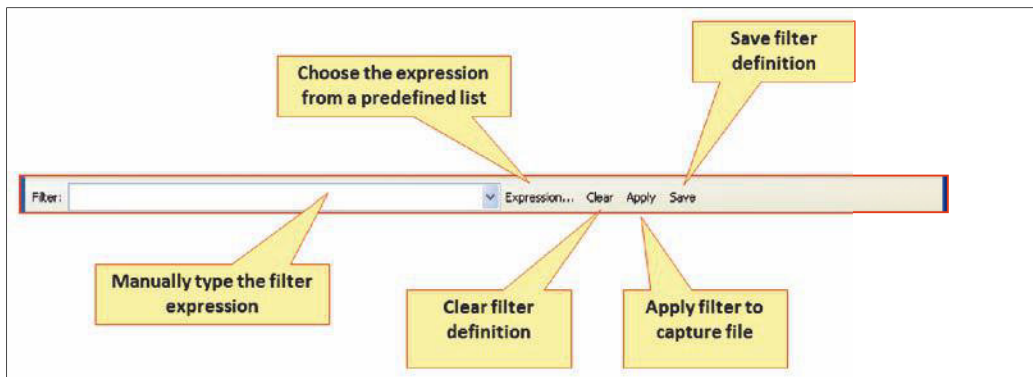 Save filter
definition
Choose the expression
from a predefined list
Filter:
Expression... Clear Apply Save
Manually type the filter
expression
Clear filter
definition
Apply filter to
capture file